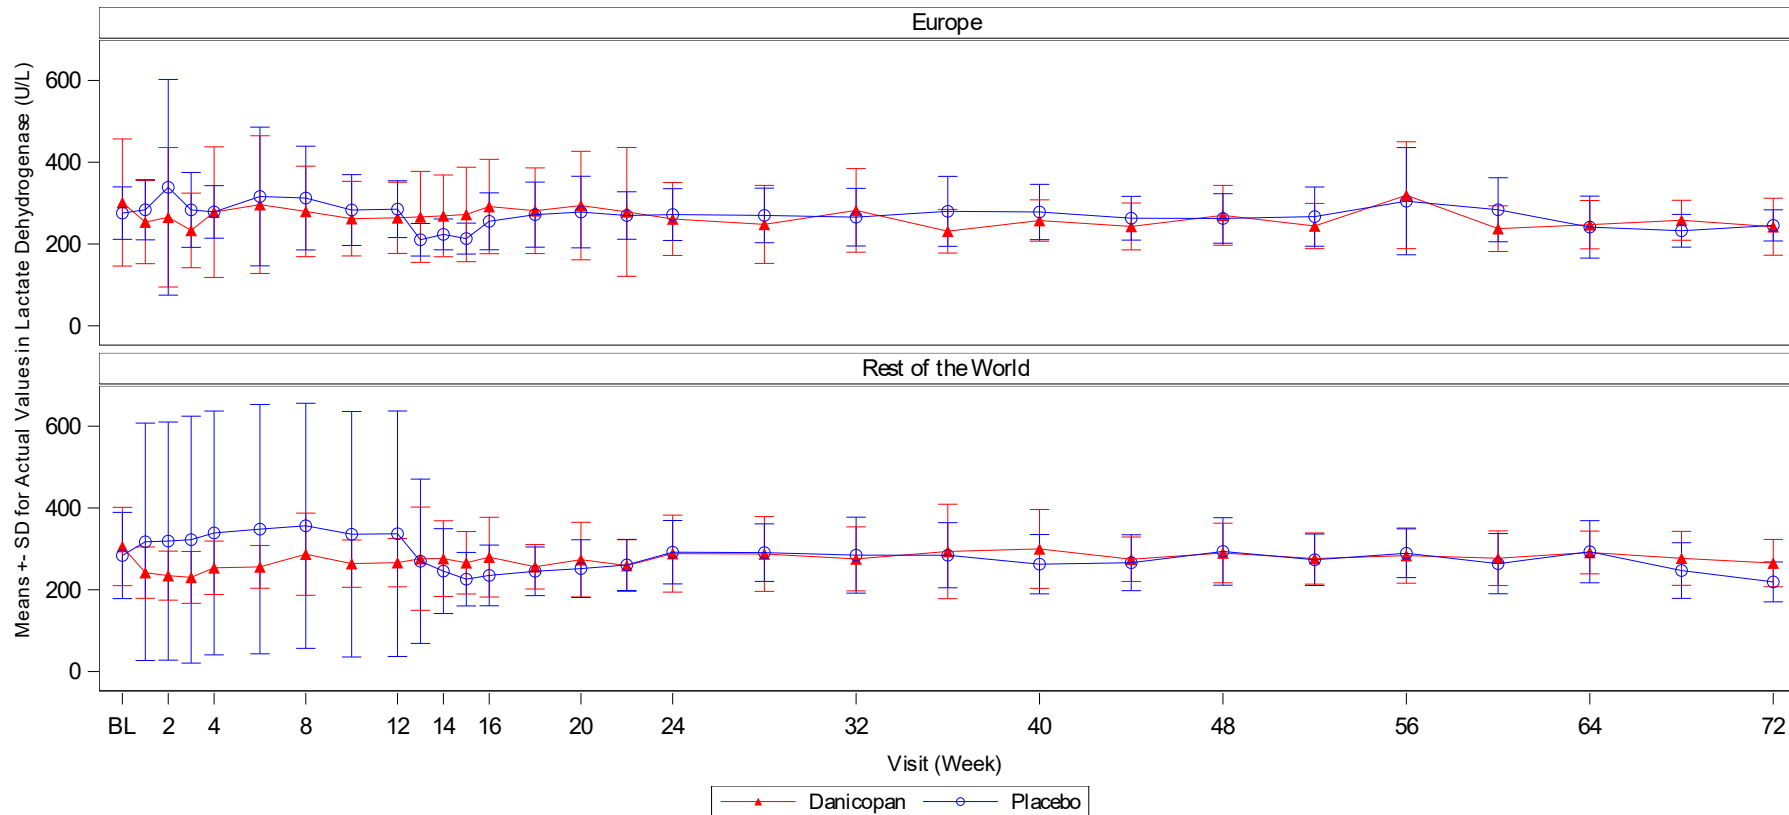 Europe
Means +- SD for Actual Values in Lactate Dehydrogenase (U/L)
600
400
200
0
Rest of the World
600
400
200
0
BL 2 4 8 12 14 16 20 24 32 40 48 56 64 72
Visit (Week)
Danicopan Placebo